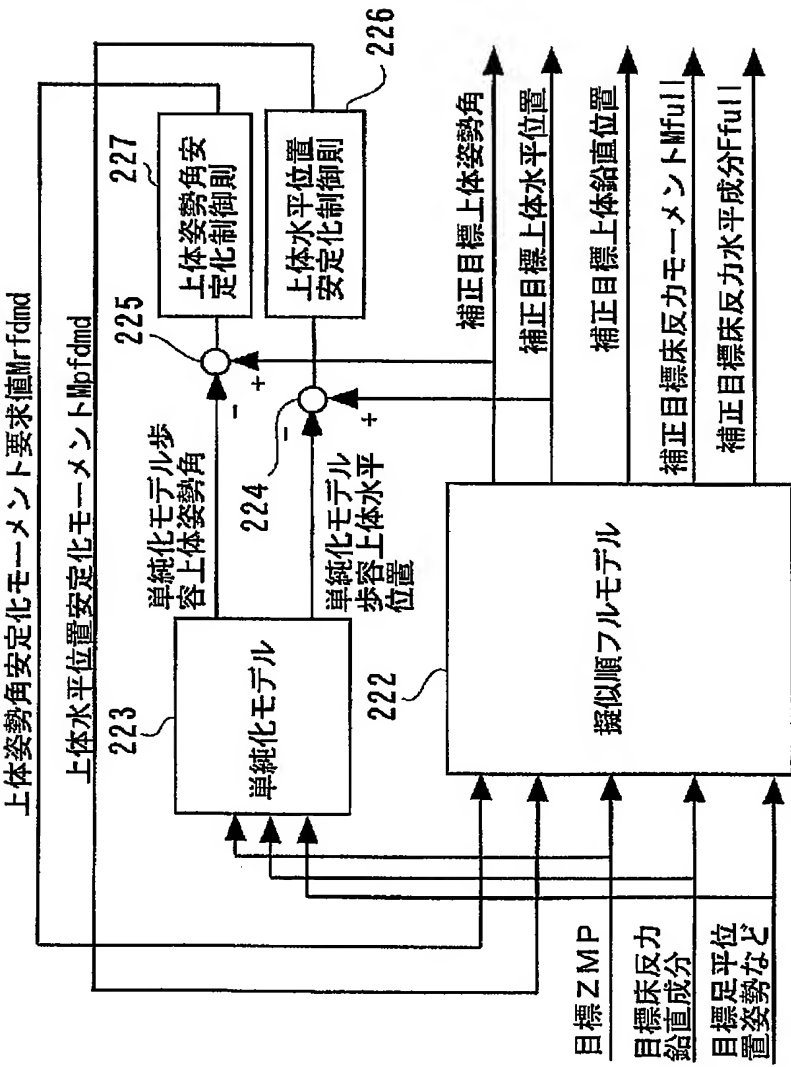 上体姿勢角安定化モーメント要求値Mrfdmd
上体水平位置安定化モーメントMpfdmd
227
上体姿勢角安
定化制御則
226
上体水平位置
安定化制御則
225
+
-
224
-
+
単純化モデル歩
容上体姿勢角
単純化モデル
歩容上体水平
位置
223
単純化モデル
222
擬似順フルモデル
目標ZMP
目標床反力
鉛直成分
目標足平位
置姿勢など
補正目標上体姿勢角
補正目標上体水平位置
補正目標上体鉛直位置
補正目標床反力モーメントMfull
補正目標床反力水平成分Ffull